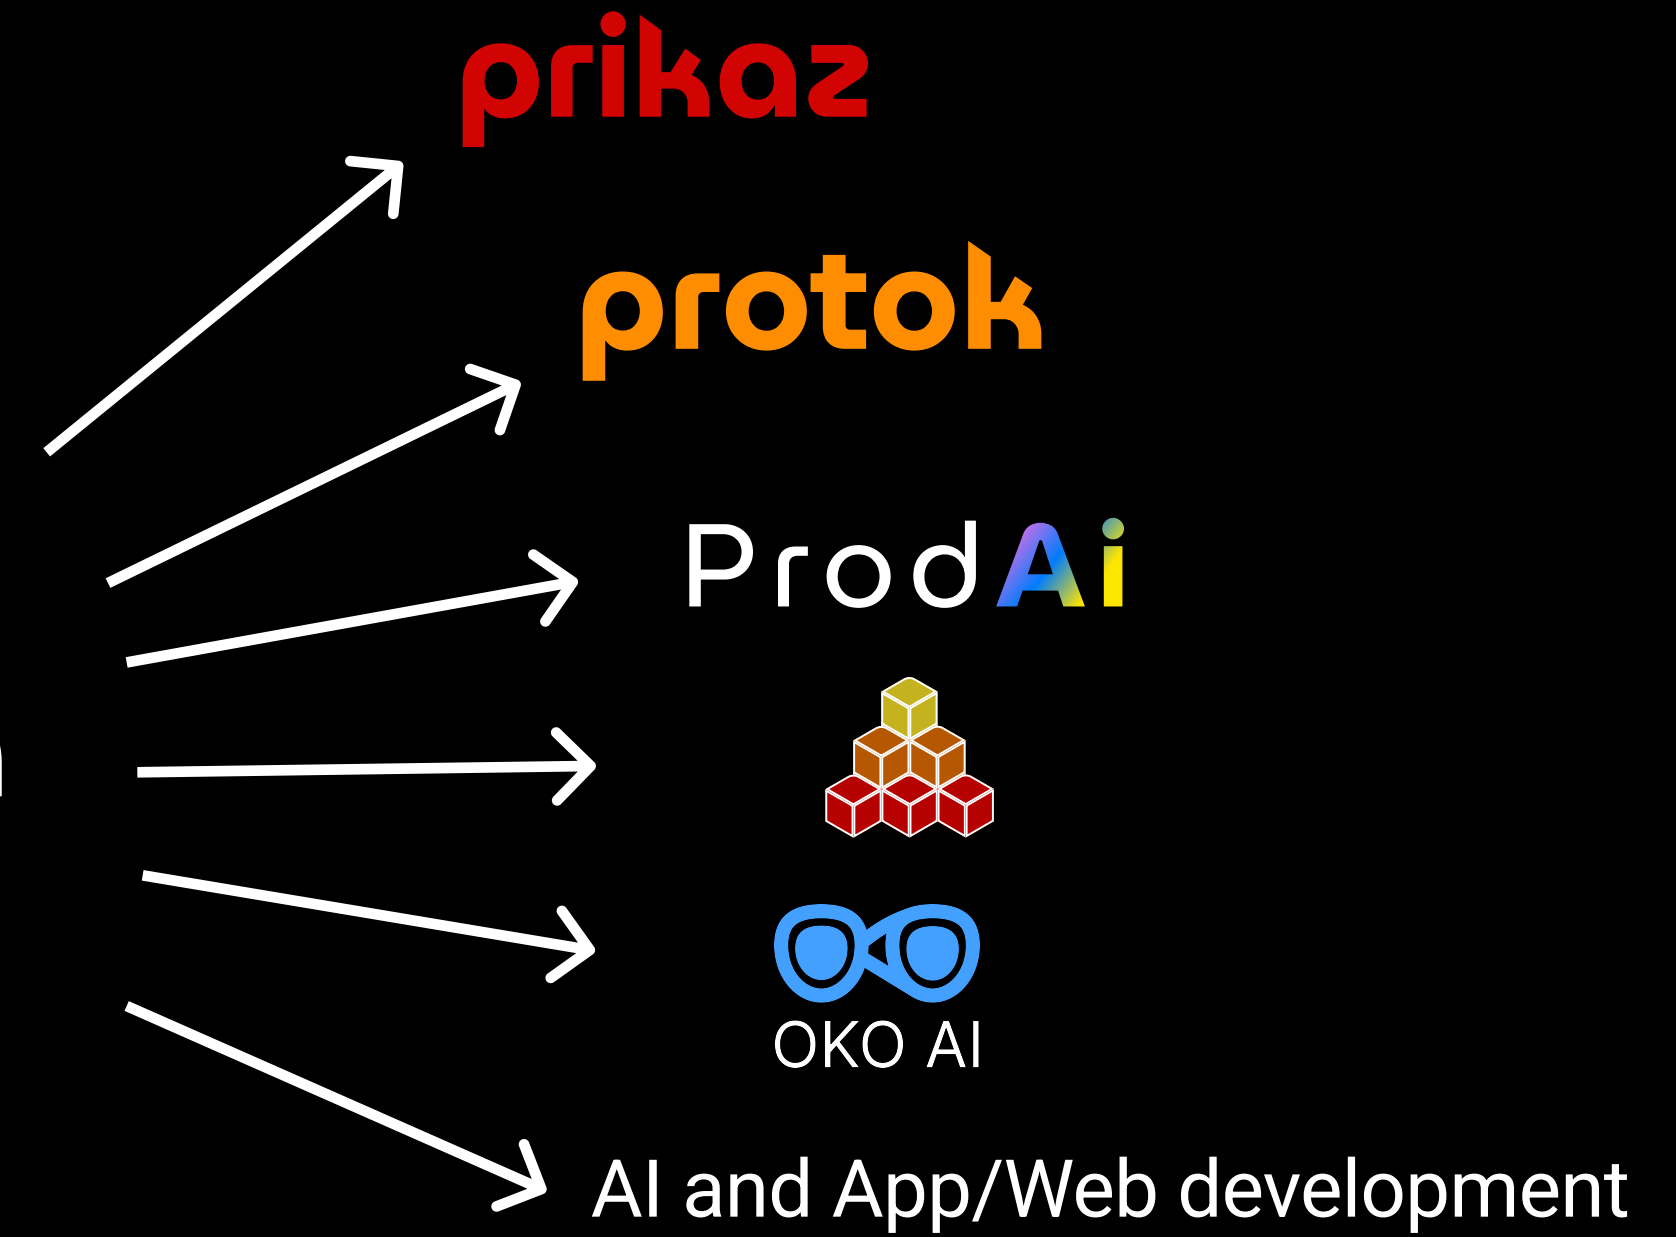 prikaz
protok
ProdAi
OKO AI
AI and App/Web development